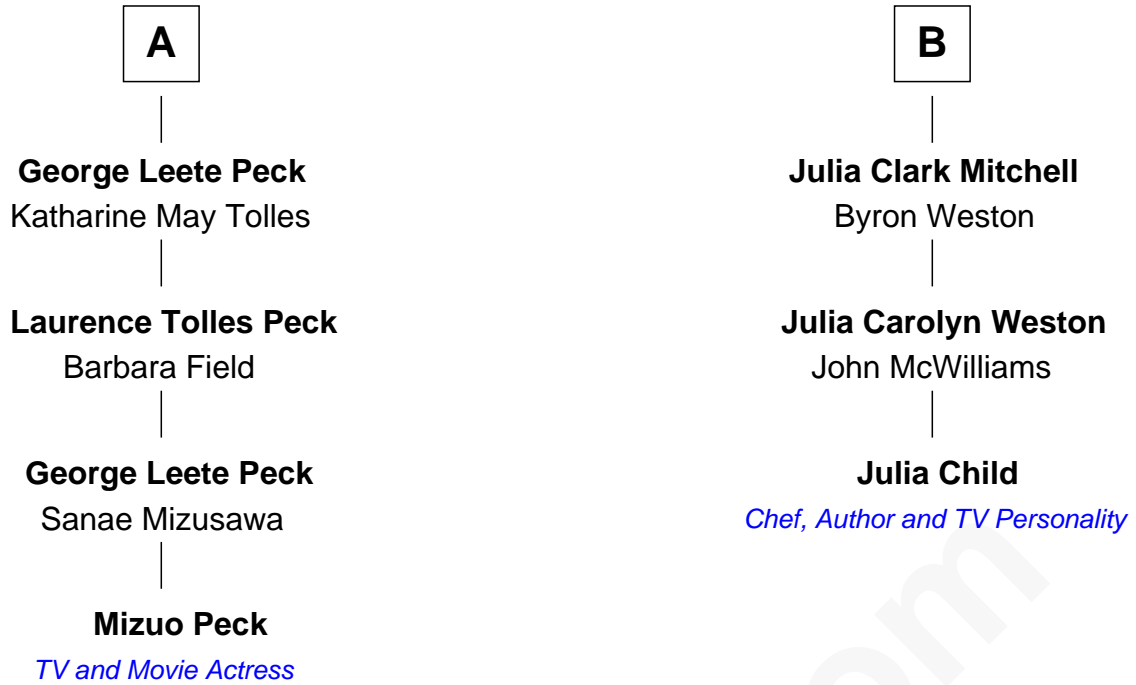 A
George Leete Peck
Katharine May Tolles
Laurence Tolles Peck
Barbara Field
George Leete Peck
Sanae Mizusawa
Mizuo Peck
TV and Movie Actress
B
Julia Clark Mitchell
Byron Weston
Julia Carolyn Weston
John McWilliams
Julia Child
Chef, Author and TV Personality
om